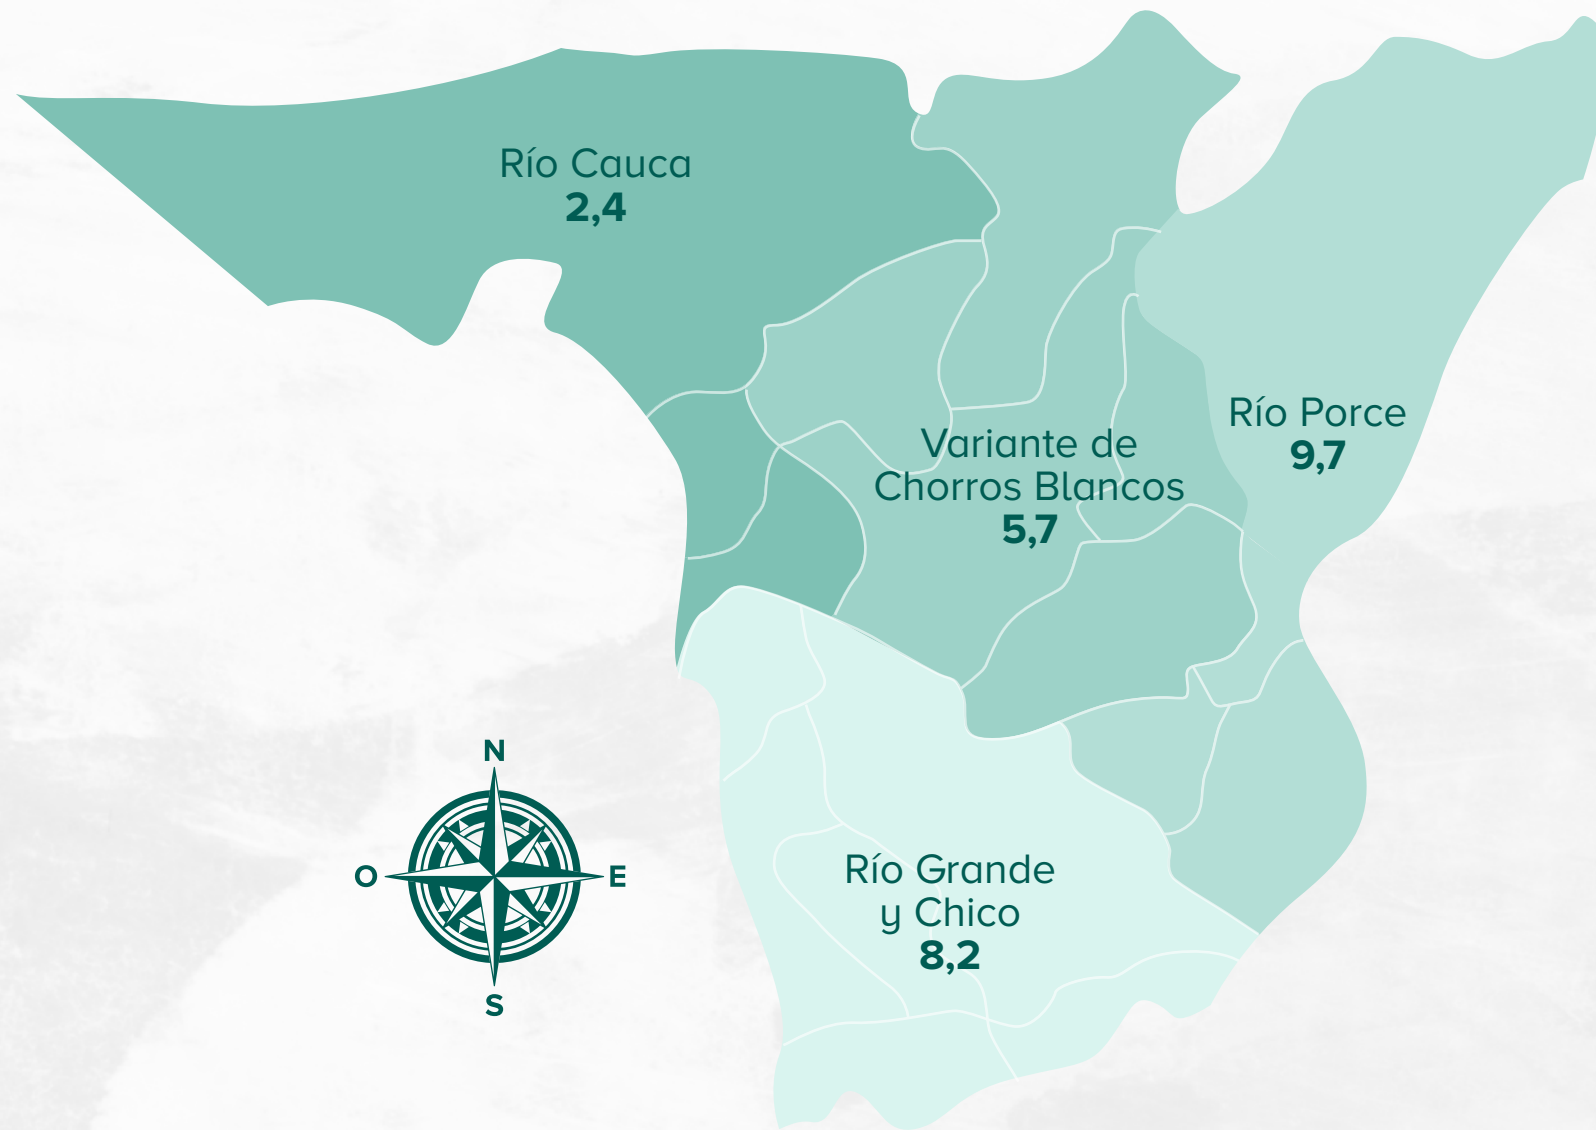 Río Cauca
2,4
Variante de
Chorros Blancos
5,7
Río Porce
9,7
Río Grande
y Chico
8,2
N
O
E
S